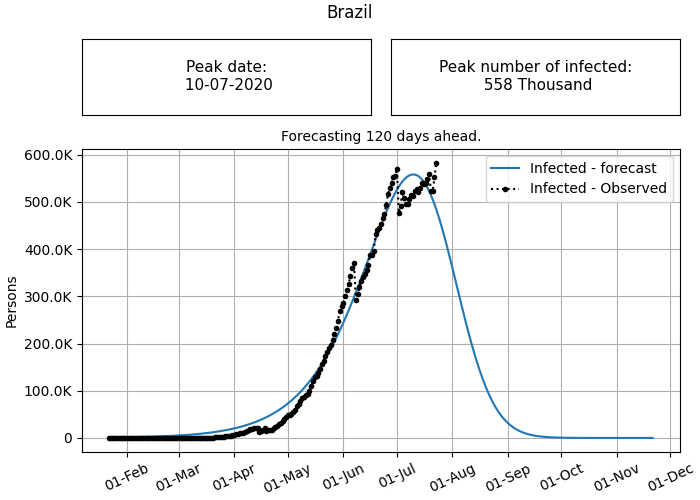 Brazil
Peak date:
10-07-2020
Peak number of infected:
558 Thousand
Forecasting 120 days ahead.
600.0K
500.0K
400.0K
300.0K
200.0K
100.0K
0
Persons
Infected - forecast
Infected - Observed
01-Feb
01-Mar
01-Apr
01-May
01-Jun
01-Jul
01-Aug
01-Sep
01-Oct
01-Nov
01-Dec